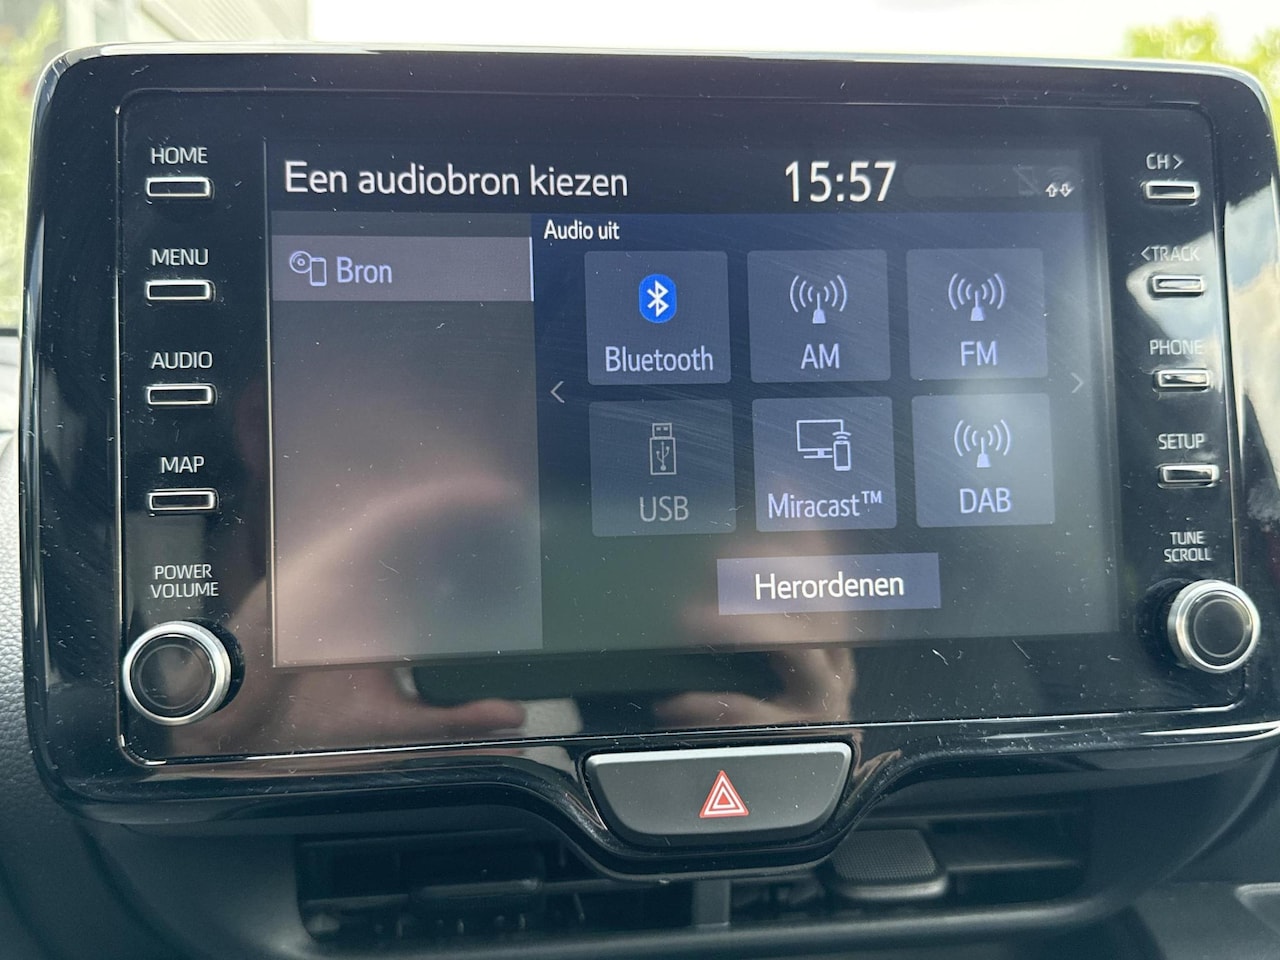 HOME
MENU
AUDIO
MAP
POWER
VOLUME
Een audiobron kiezen
15:57
Bron
Audio uit
Bluetooth
AM
FM
USB
Miracast™
DAB
Herordenen
CH >
< TRACK
PHONE
SETUP
TUNE
SCROLL